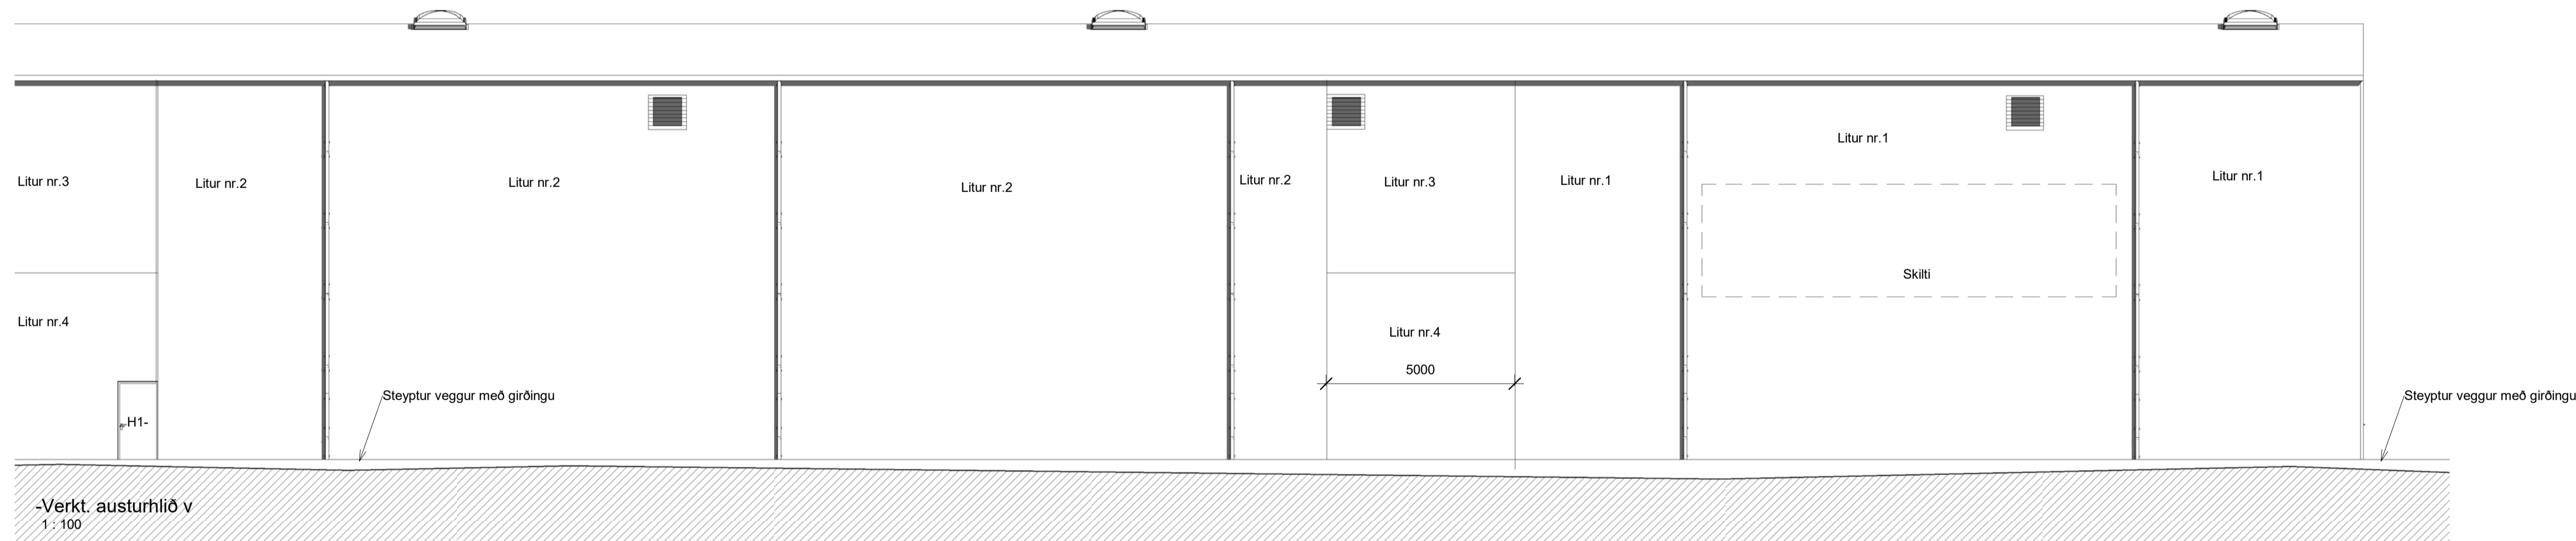 Litur nr.1
Litur nr.3
Litur nr.2
Litur nr.2
Litur nr.2
Litur nr.2
Litur nr.3
Litur nr.1
Litur nr.1
Skilti
Litur nr.4
Litur nr.4
5000
Steyptur veggur með girðingu
Steyptur veggur með girðingu
H1-
-Verkt. austurhlið v
1 : 100